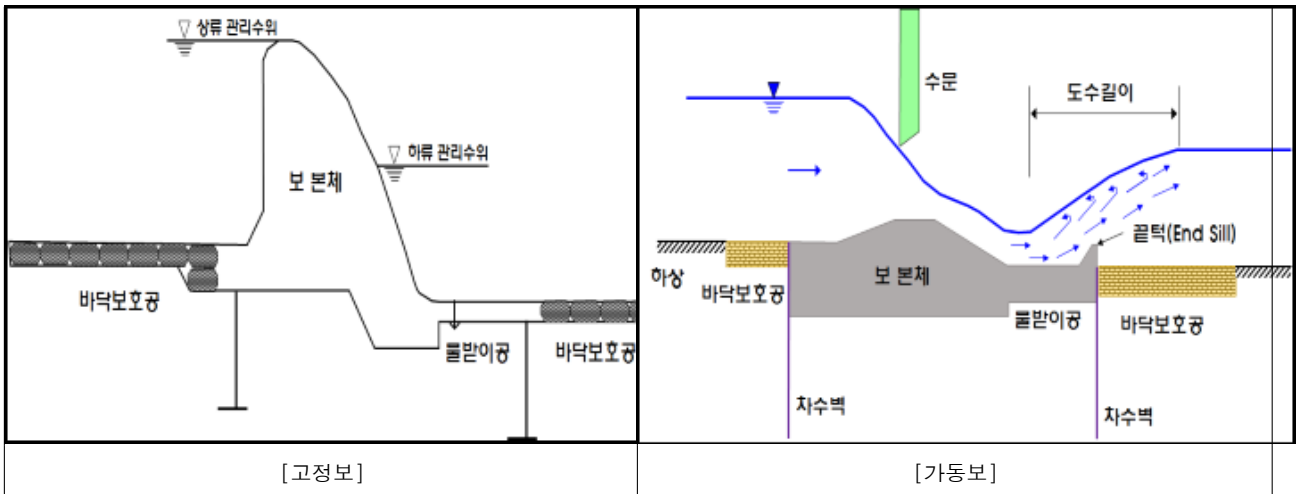 상류 관리수위
하류 관리수위
보 본체
바닥보호공
물받이공
바닥보호공
[고정보]
수문
도수길이
끝턱(End Sill)
하상
바닥보호공
보 본체
물받이공
바닥보호공
차수벽
차수벽
[가동보]